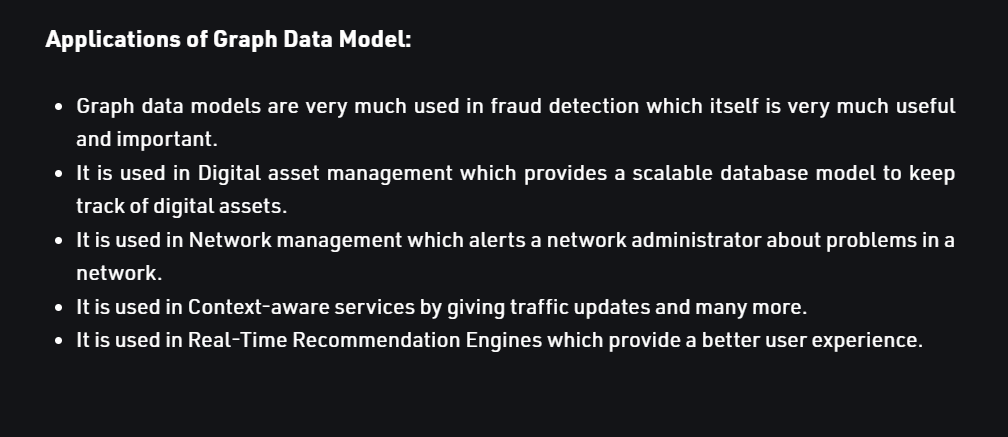 Applications of Graph Data Model:
• Graph data models are very much used in fraud detection which itself is very much useful
and important.
• It is used in Digital asset management which provides a scalable database model to keep
track of digital assets.
• It is used in Network management which alerts a network administrator about problems in a
network.
• It is used in Context-aware services by giving traffic updates and many more.
• It is used in Real-Time Recommendation Engines which provide a better user experience.